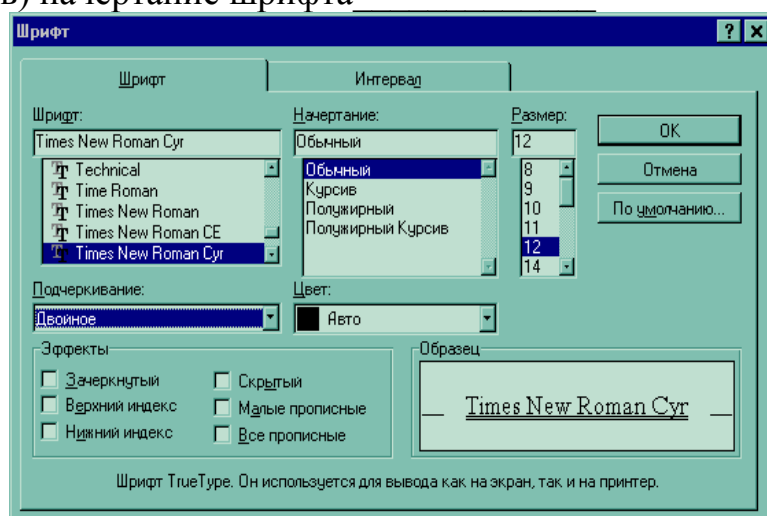 в) начертание шрифта_______________
Шрифт
Шрифт
Интервал
Шрифт:
Начертание:
Размер:
Times New Roman Cyr
Обычный
12
Technical
Time Roman
Times New Roman
Times New Roman CE
Times New Roman Cyr
Обычный
Курсив
Полужирный
Полужирный Курсив
8
9
10
11
12
14
OK
Отмена
По умолчанию...
Подчеркивание:
Цвет:
Двойное
Авто
Эффекты
Зачеркнутый
Скрытый
Верхний индекс
Малые прописные
Нижний индекс
Все прописные
Образец
Times New Roman Cyr
Шрифт TrueType. Он используется для вывода как на экран, так и на принтер.